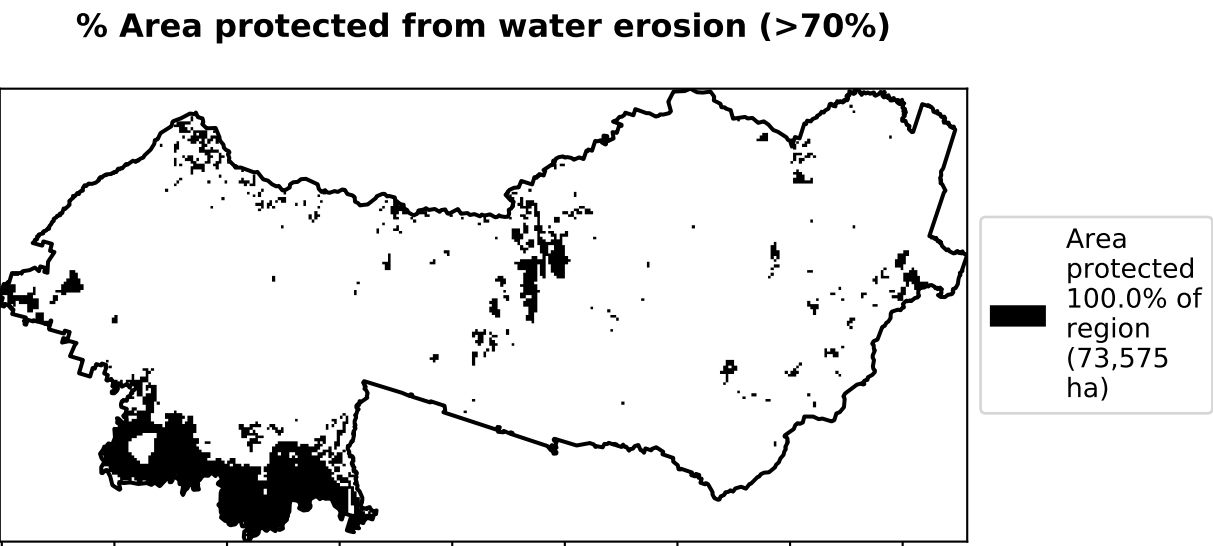 % Area protected from water erosion (>70%)
Area
protected
100.0% of
region
(73,575
ha)